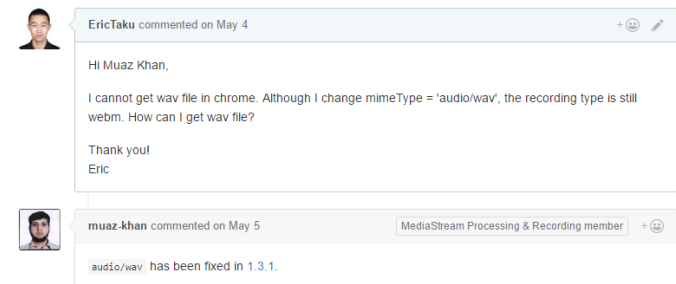 EricTaku commented on May 4
Hi Muaz Khan,
I cannot get wav file in chrome. Although I change mimeType = 'audio/wav', the recording type is still
webm. How can I get wav file?
Thank you!
Eric
muaz-khan commented on May 5
MediaStream Processing & Recording member
audio/wav has been fixed in 1.3.1.